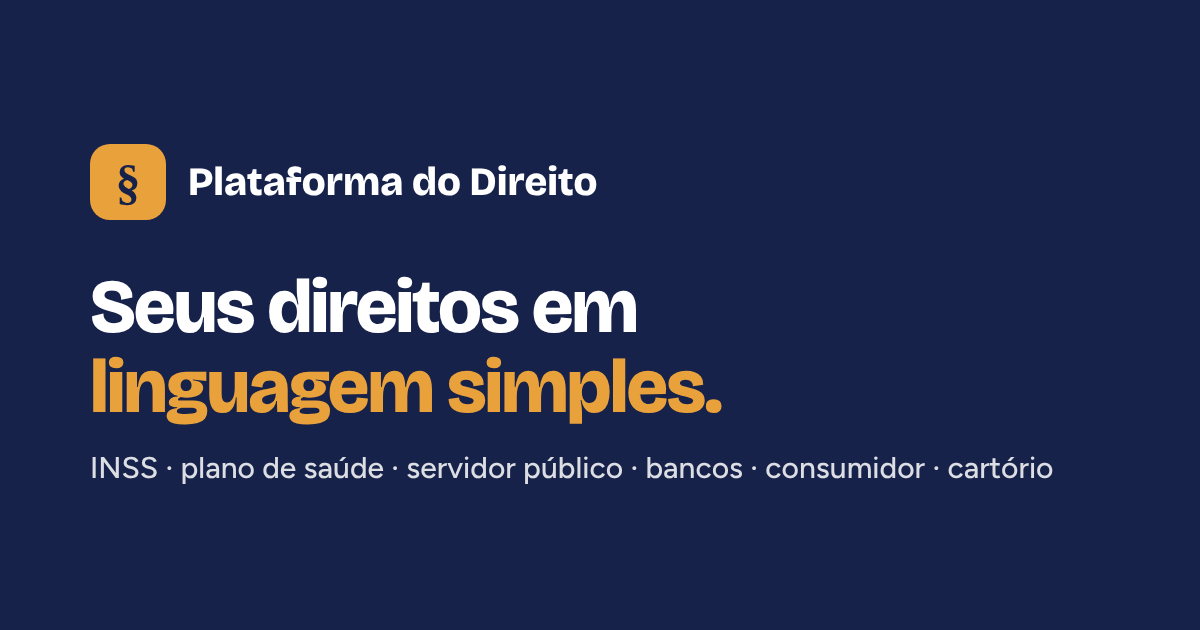 §
Plataforma do Direito
Seus direitos em
linguagem simples.
INSS · plano de saúde · servidor público · bancos · consumidor · cartório